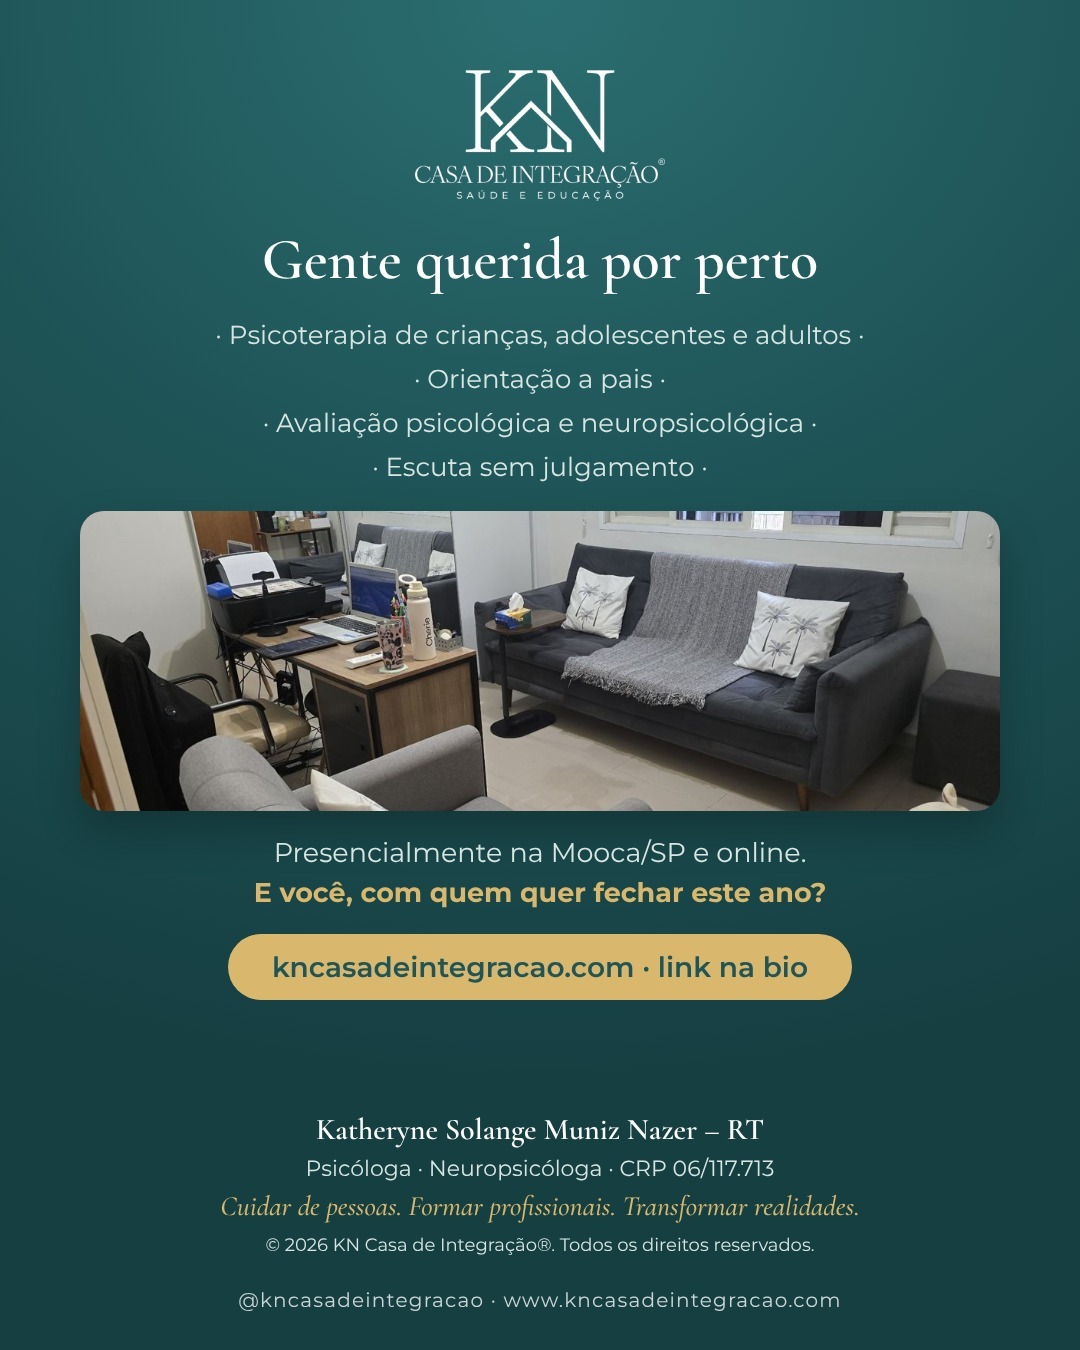 KN
CASA DE INTEGRAÇÃO®
SAÚDE E EDUCAÇÃO
Gente querida por perto
· Psicoterapia de crianças, adolescentes e adultos ·
· Orientação a pais ·
· Avaliação psicológica e neuropsicológica ·
· Escuta sem julgamento ·
Cherie
Presencialmente na Mooca/SP e online.
E você, com quem quer fechar este ano?
kncasadeintegracao.com · link na bio
Katheryne Solange Muniz Nazer – RT
Psicóloga · Neuropsicóloga · CRP 06/117.713
Cuidar de pessoas. Formar profissionais. Transformar realidades.
© 2026 KN Casa de Integração®. Todos os direitos reservados.
@kncasadeintegracao · www.kncasadeintegracao.com